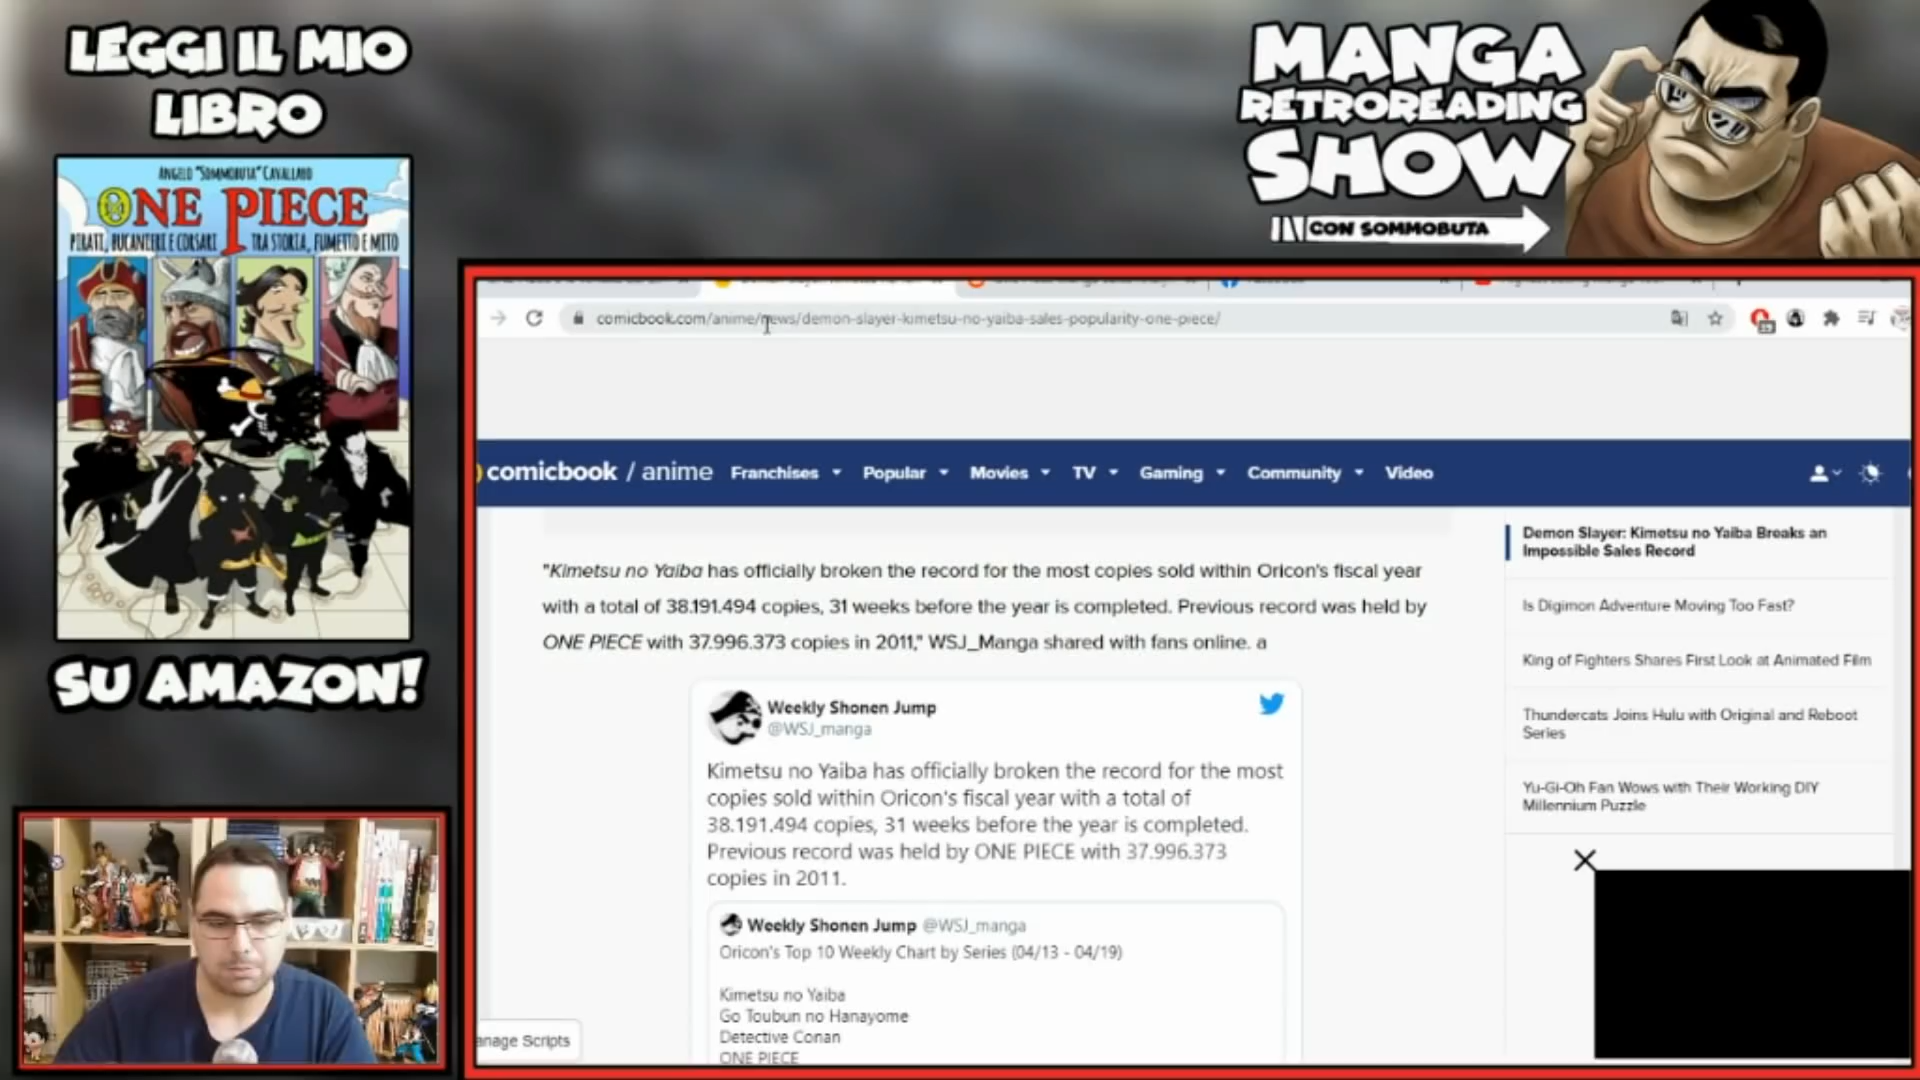 LEGGI IL MIO
LIBRO
ANGELO "SOMMOBUTA" CAVALLARO
ONE PIECE
PIRATI, BUCANIERI E CORSARI TRA STORIA, FUMETTO E MITO
SU AMAZON!
MANGA
RETROREADING
SHOW
CON SOMMOBUTA
comicbook.com/anime/news/demon-slayer-kimetsu-no-yaiba-sales-popularity-one-piece/
comicbook / anime Franchises Popular Movies TV Gaming Community Video
"Kimetsu no Yaiba has officially broken the record for the most copies sold within Oricon's fiscal year
with a total of 38.191.494 copies, 31 weeks before the year is completed. Previous record was held by
ONE PIECE with 37.996.373 copies in 2011," WSJ_Manga shared with fans online. a
Weekly Shonen Jump
@WSJ_manga
Kimetsu no Yaiba has officially broken the record for the most
copies sold within Oricon's fiscal year with a total of
38.191.494 copies, 31 weeks before the year is completed.
Previous record was held by ONE PIECE with 37.996.373
copies in 2011.
Weekly Shonen Jump @WSJ_manga
Oricon's Top 10 Weekly Chart by Series (04/13 - 04/19)
Kimetsu no Yaiba
Go Toubun no Hanayome
Detective Conan
ONE PIECE
anage Scripts
Demon Slayer: Kimetsu no Yaiba Breaks an
Impossible Sales Record
Is Digimon Adventure Moving Too Fast?
King of Fighters Shares First Look at Animated Film
Thundercats Joins Hulu with Original and Reboot
Series
Yu-Gi-Oh Fan Wows with Their Working DIY
Millennium Puzzle